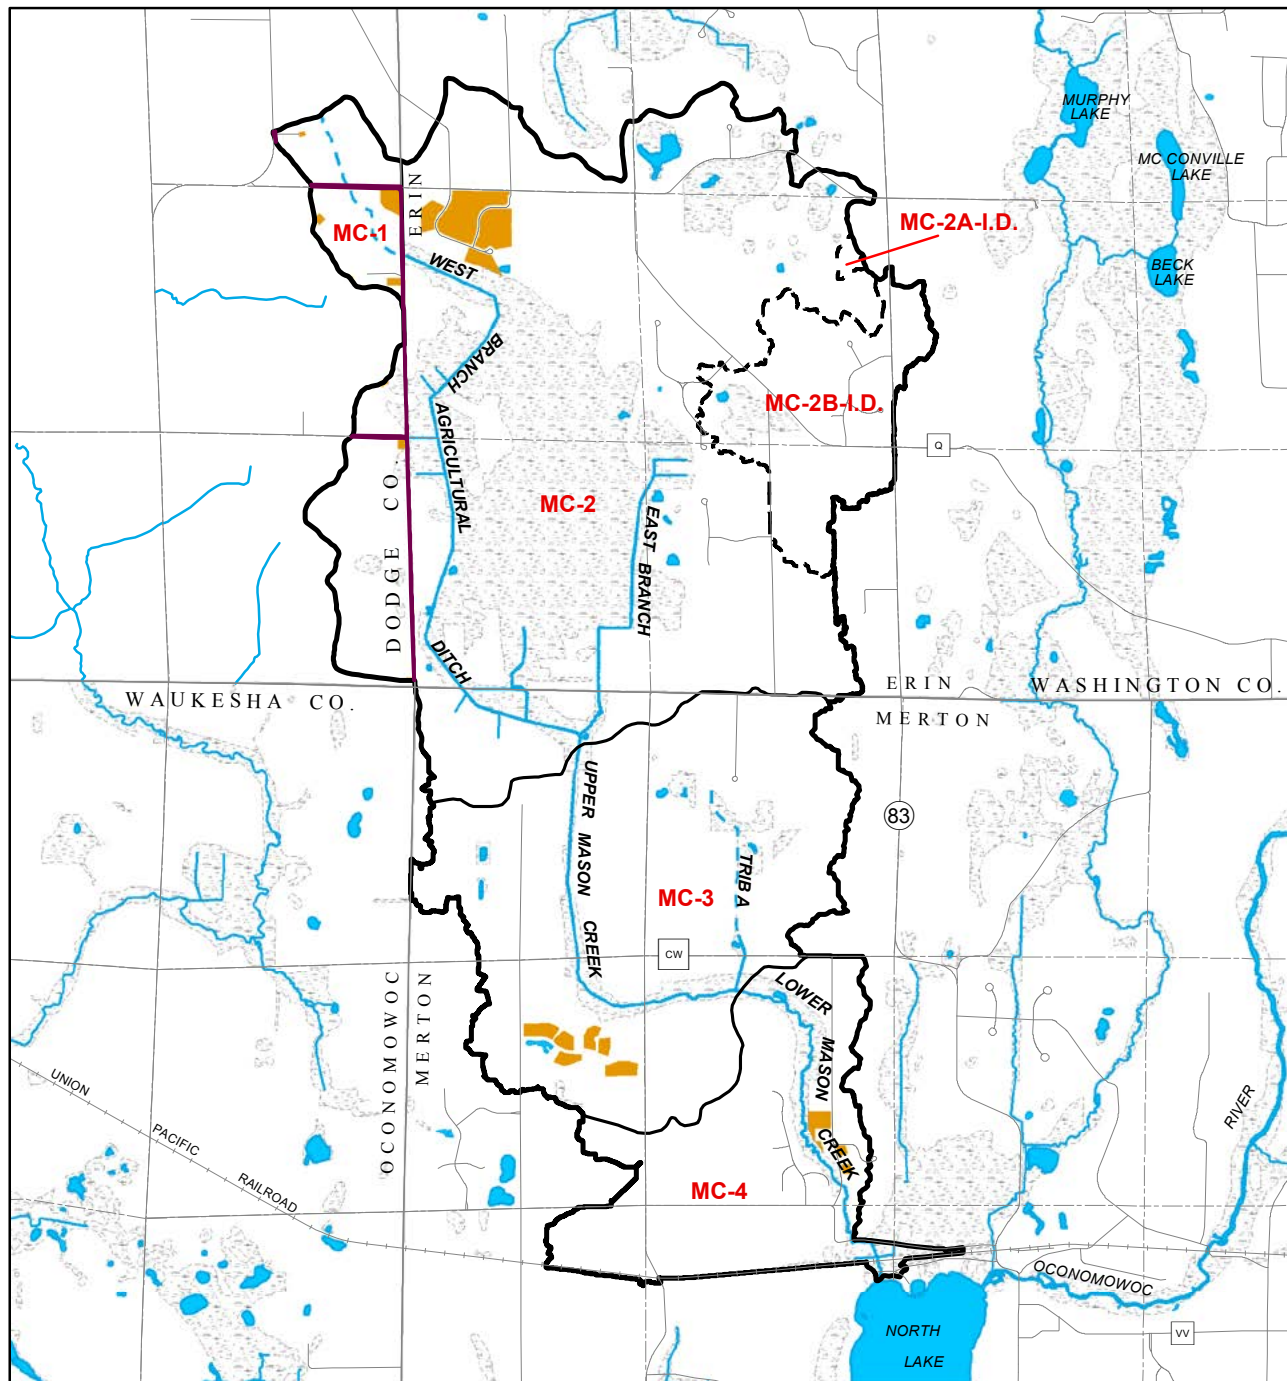 MURPHY
LAKE
MC CONVILLE
LAKE
ERIN
MC-1
MC-2A-I.D.
WEST
BECK
LAKE
BRANCH
MC-2B-I.D.
AGRICULTURAL
Q
DODGE CO.
MC-2
EAST BRANCH
DITCH
WAUKESHA CO.
ERIN
WASHINGTON CO.
MERTON
UPPER MASON CREEK
83
TRIB A
MC-3
CW
OCONOMOWOC
MERTON
LOWER
MASON
CREEK
UNION
PACIFIC
RAILROAD
RIVER
MC-4
OCONOMOWOC
NORTH
LAKE
VV